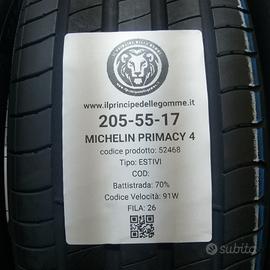 www.ilprincipedellegomme.it
205-55-17
MICHELIN PRIMACY 4
codice prodotto: 52468
Tipo: ESTIVI
COD:
Battistrada: 70%
Codice Velocità: 91W
FILA: 26
subito